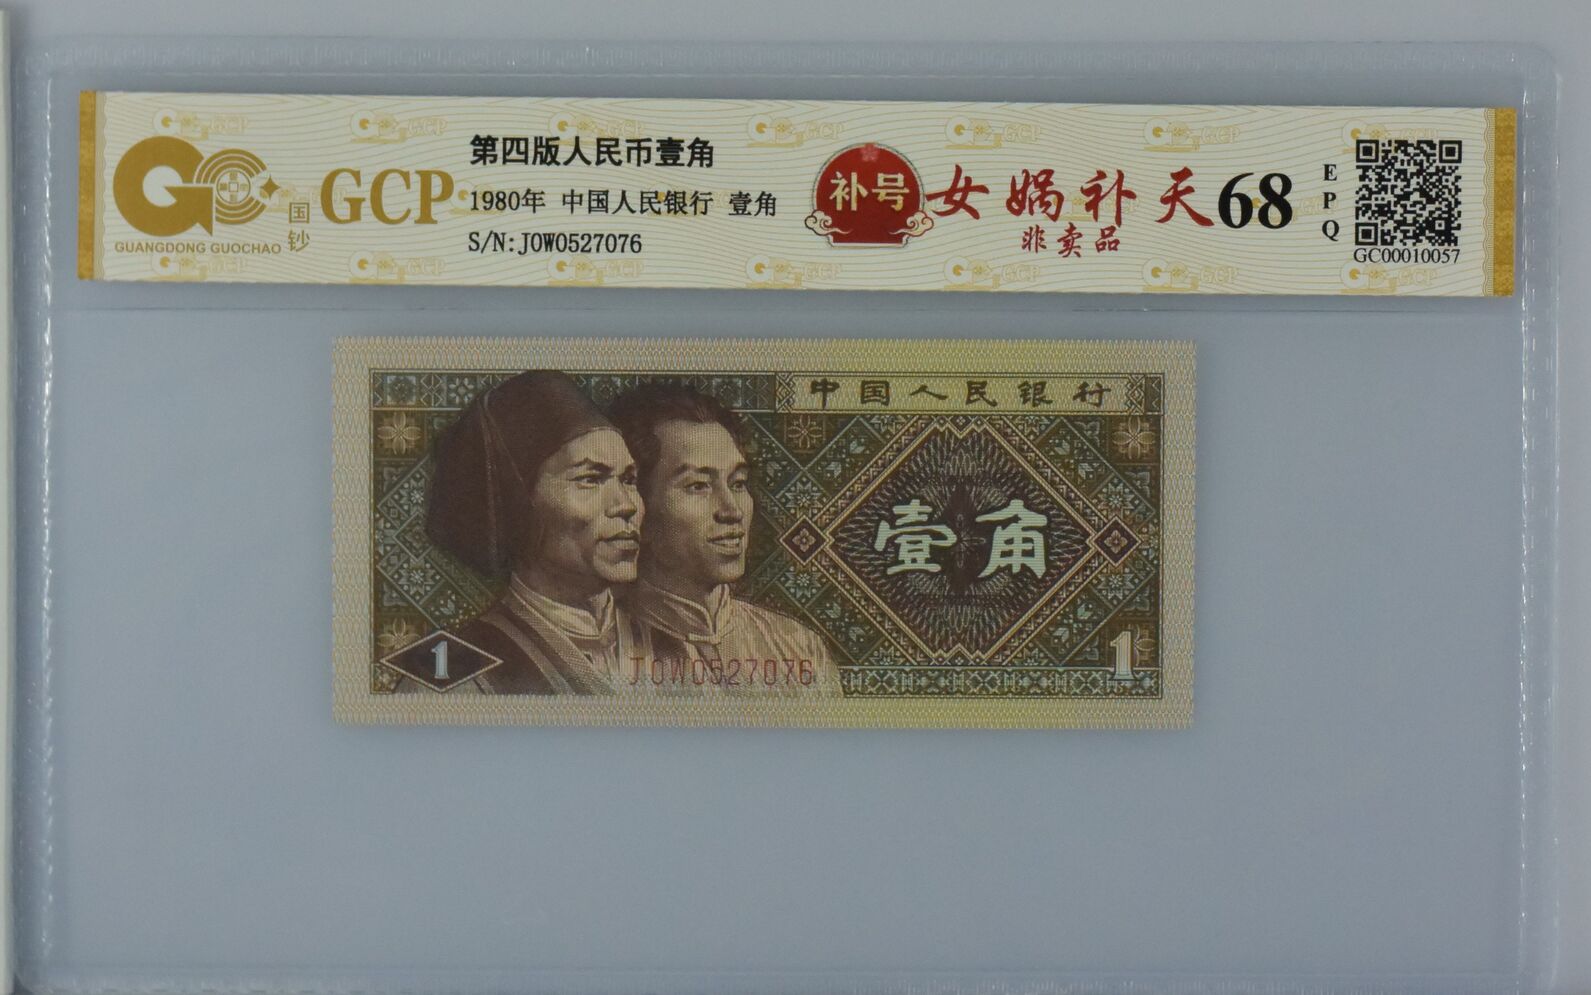 GUANGDONG GUOCHAO
国钞
GCP
第四版人民币壹角
1980年 中国人民银行 壹角
S/N:J0W0527076
补号
女娲补天
非卖品
68
EPQ
GC00010057
中国人民银行
壹角
1
J0W0527076
1